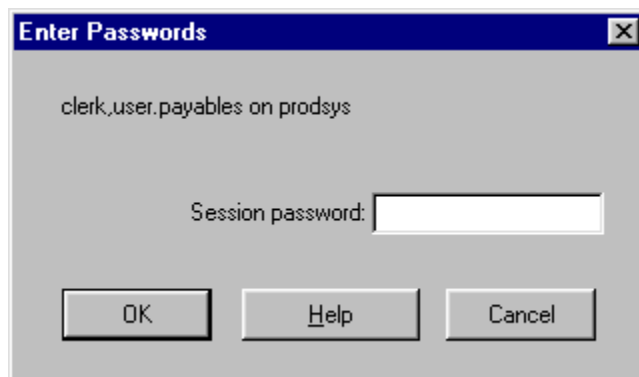 Enter Passwords
clerk,user.payables on prodsys
Session password:
OK Help Cancel